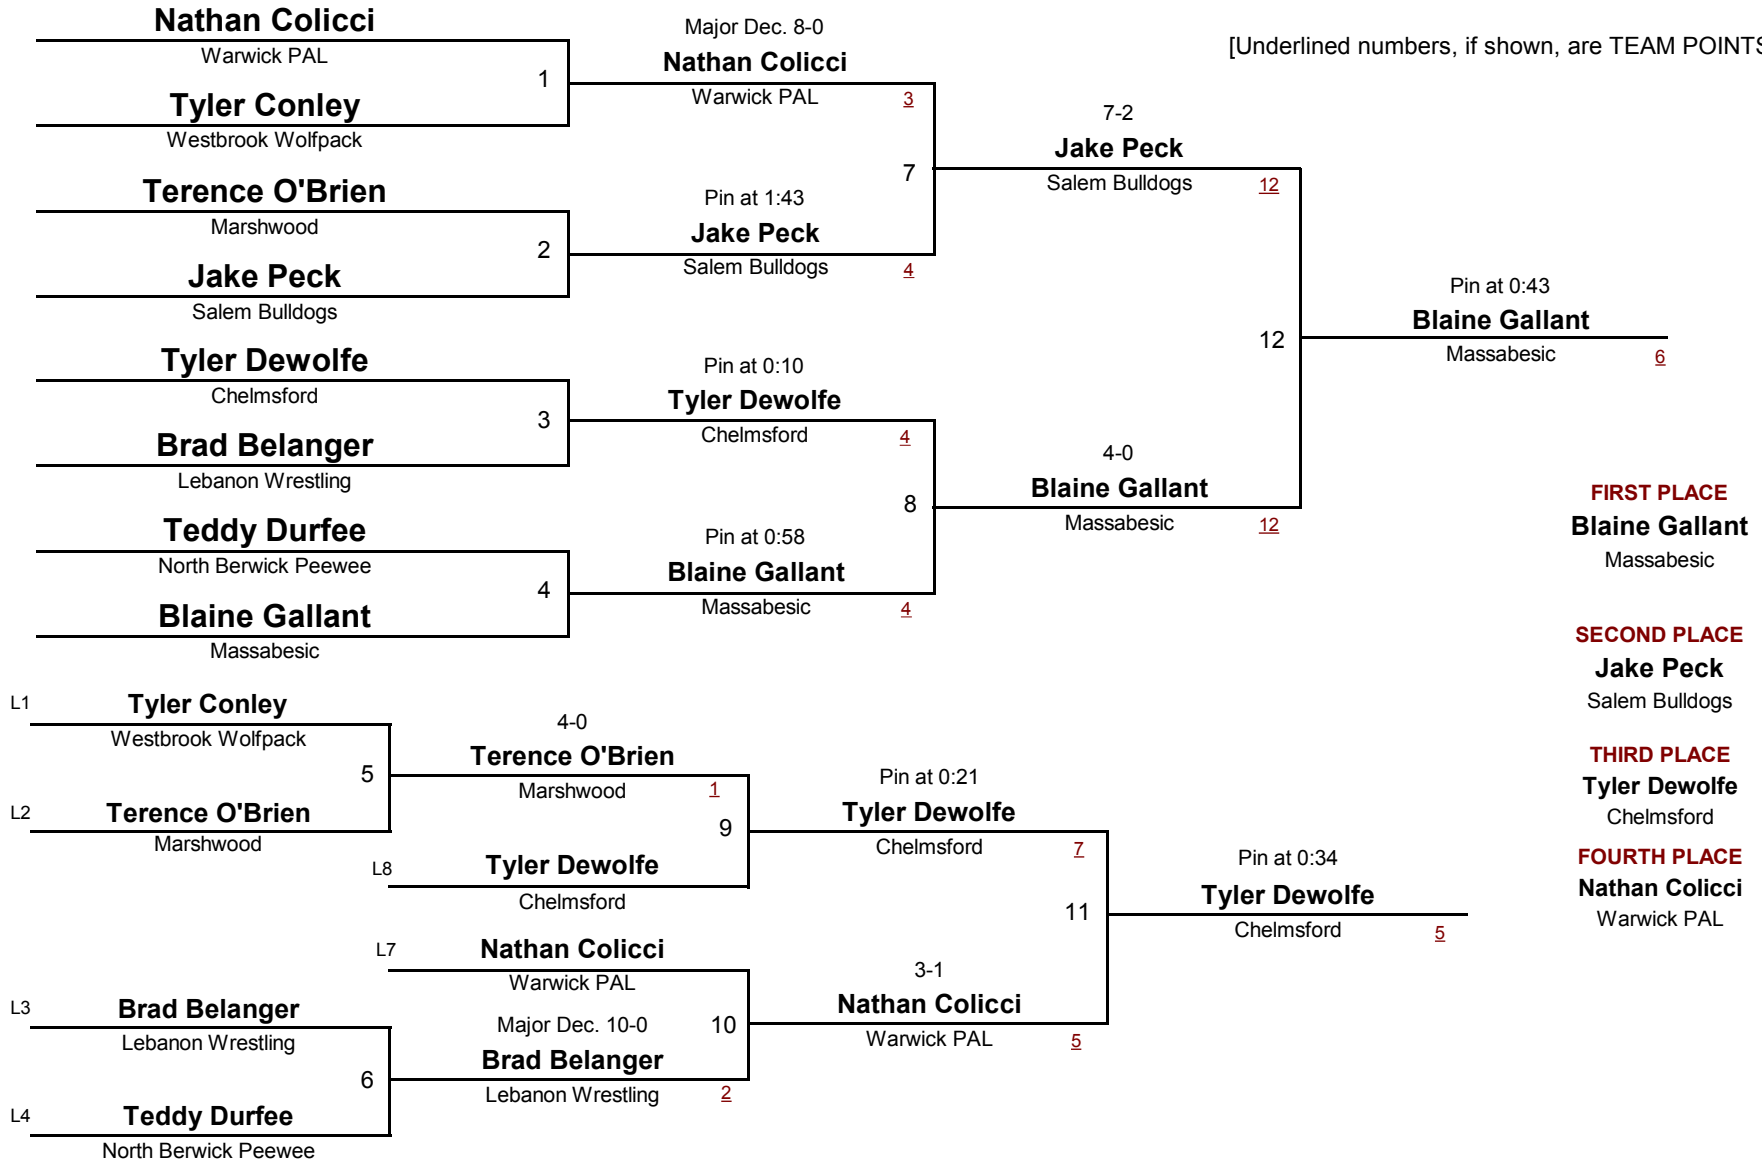 Nathan Colicci
Warwick PAL
1
Tyler Conley
Westbrook Wolfpack
Terence O'Brien
Marshwood
2
Jake Peck
Salem Bulldogs
Tyler Dewolfe
Chelmsford
3
Brad Belanger
Lebanon Wrestling
Teddy Durfee
North Berwick Peewee
4
Blaine Gallant
Massabesic
Major Dec. 8-0
Nathan Colicci
Warwick PAL
3
7
Pin at 1:43
Jake Peck
Salem Bulldogs
4
Pin at 0:10
Tyler Dewolfe
Chelmsford
4
8
Pin at 0:58
Blaine Gallant
Massabesic
4
[Underlined numbers, if shown, are TEAM POINTS
7-2
Jake Peck
Salem Bulldogs
12
12
4-0
Blaine Gallant
Massabesic
12
Pin at 0:43
Blaine Gallant
Massabesic
6
FIRST PLACE
Blaine Gallant
Massabesic
SECOND PLACE
Jake Peck
Salem Bulldogs
THIRD PLACE
Tyler Dewolfe
Chelmsford
FOURTH PLACE
Nathan Colicci
Warwick PAL
L1
Tyler Conley
Westbrook Wolfpack
5
L2
Terence O'Brien
Marshwood
4-0
Terence O'Brien
Marshwood
1
9
L8
Tyler Dewolfe
Chelmsford
L7
Nathan Colicci
Warwick PAL
10
L3
Brad Belanger
Lebanon Wrestling
6
L4
Teddy Durfee
North Berwick Peewee
Major Dec. 10-0
Brad Belanger
Lebanon Wrestling
2
Pin at 0:21
Tyler Dewolfe
Chelmsford
7
11
3-1
Nathan Colicci
Warwick PAL
5
Pin at 0:34
Tyler Dewolfe
Chelmsford
5